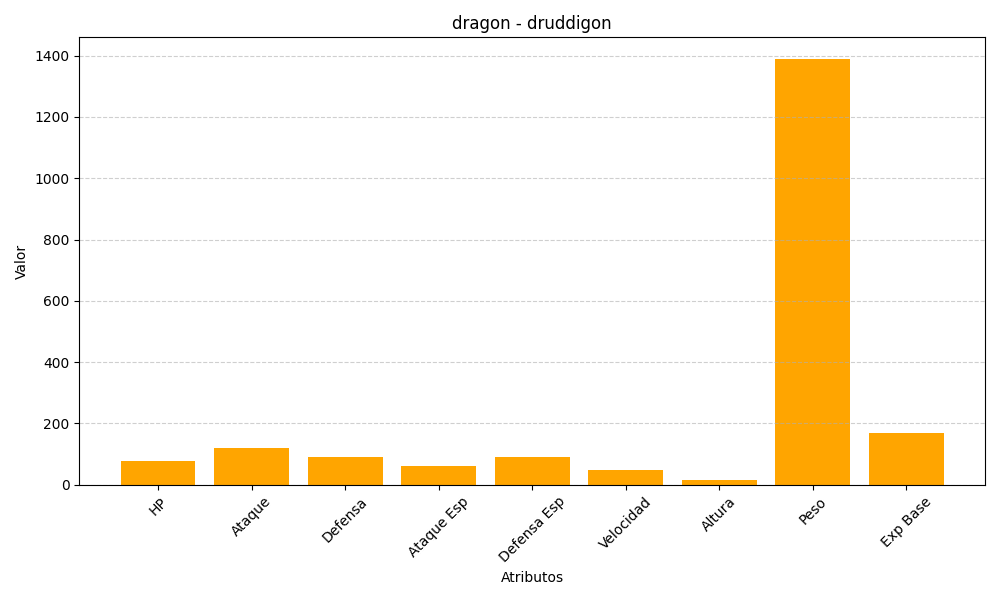 dragon - druddigon
1400
1200
1000
800
600
400
200
0
Valor
HP
Ataque
Defensa
Ataque Esp
Defensa Esp
Velocidad
Altura
Peso
Exp Base
Atributos